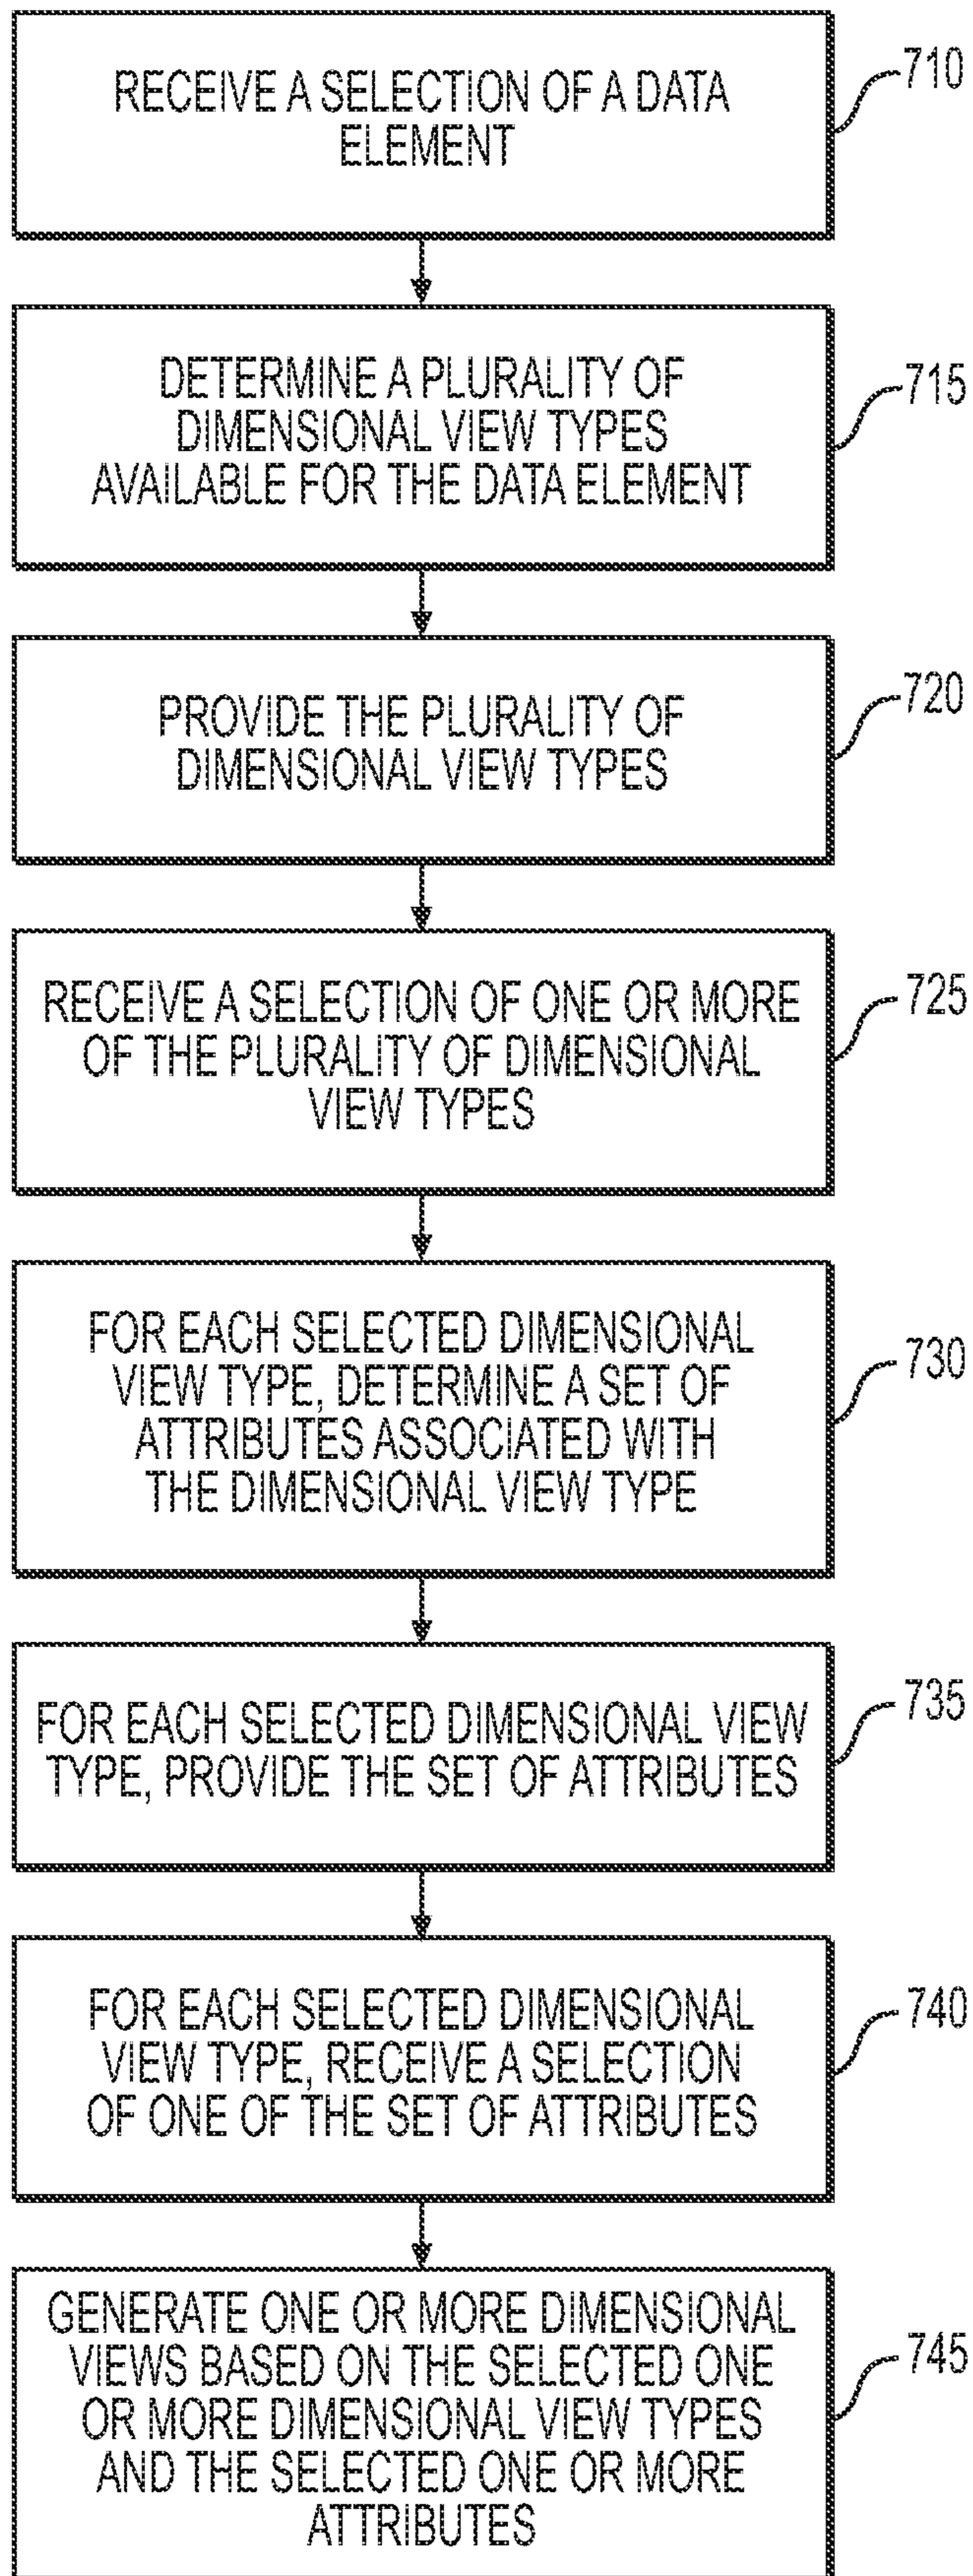 RECEIVE A SELECTION OF A DATA
ELEMENT
710
DETERMINE A PLURALITY OF
DIMENSIONAL VIEW TYPES
AVAILABLE FOR THE DATA ELEMENT
715
PROVIDE THE PLURALITY OF
DIMENSIONAL VIEW TYPES
720
RECEIVE A SELECTION OF ONE OR MORE
OF THE PLURALITY OF DIMENSIONAL
VIEW TYPES
725
FOR EACH SELECTED DIMENSIONAL
VIEW TYPE, DETERMINE A SET OF
ATTRIBUTES ASSOCIATED WITH
THE DIMENSIONAL VIEW TYPE
730
FOR EACH SELECTED DIMENSIONAL VIEW
TYPE, PROVIDE THE SET OF ATTRIBUTES
735
FOR EACH SELECTED DIMENSIONAL
VIEW TYPE, RECEIVE A SELECTION
OF ONE OF THE SET OF ATTRIBUTES
740
GENERATE ONE OR MORE DIMENSIONAL
VIEWS BASED ON THE SELECTED ONE
OR MORE DIMENSIONAL VIEW TYPES
AND THE SELECTED ONE OR MORE
ATTRIBUTES
745